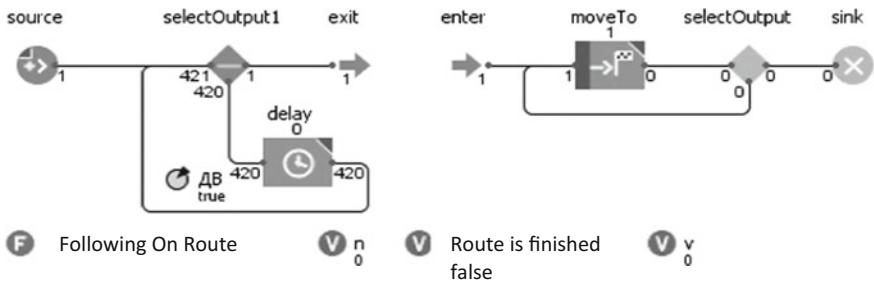 source selectOutput1 exit enter moveTo selectOutput sink
1
1 421 1 1 1 1 0 0 0 0
420 0
delay
0
ДВ 420 420
true
F Following On Route V n V Route is finished V v
0 false 0